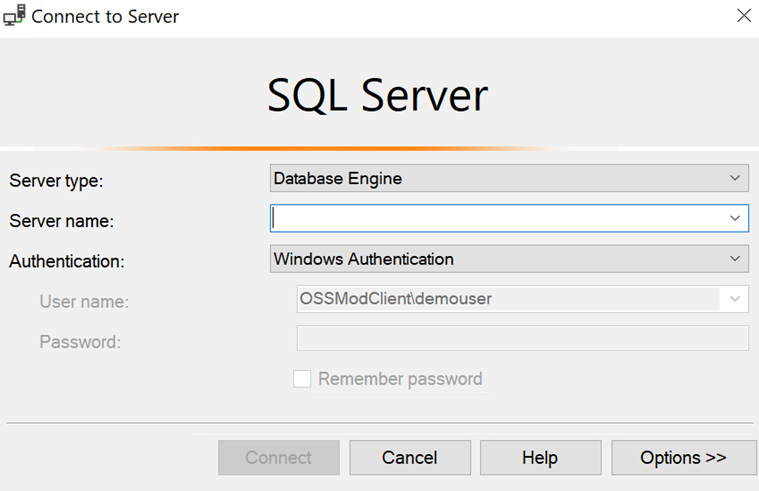 Connect to Server
SQL Server
Server type: Database Engine
Server name:
Authentication: Windows Authentication
User name: OSSModClient\demouser
Password:
Remember password
Connect Cancel Help Options >>